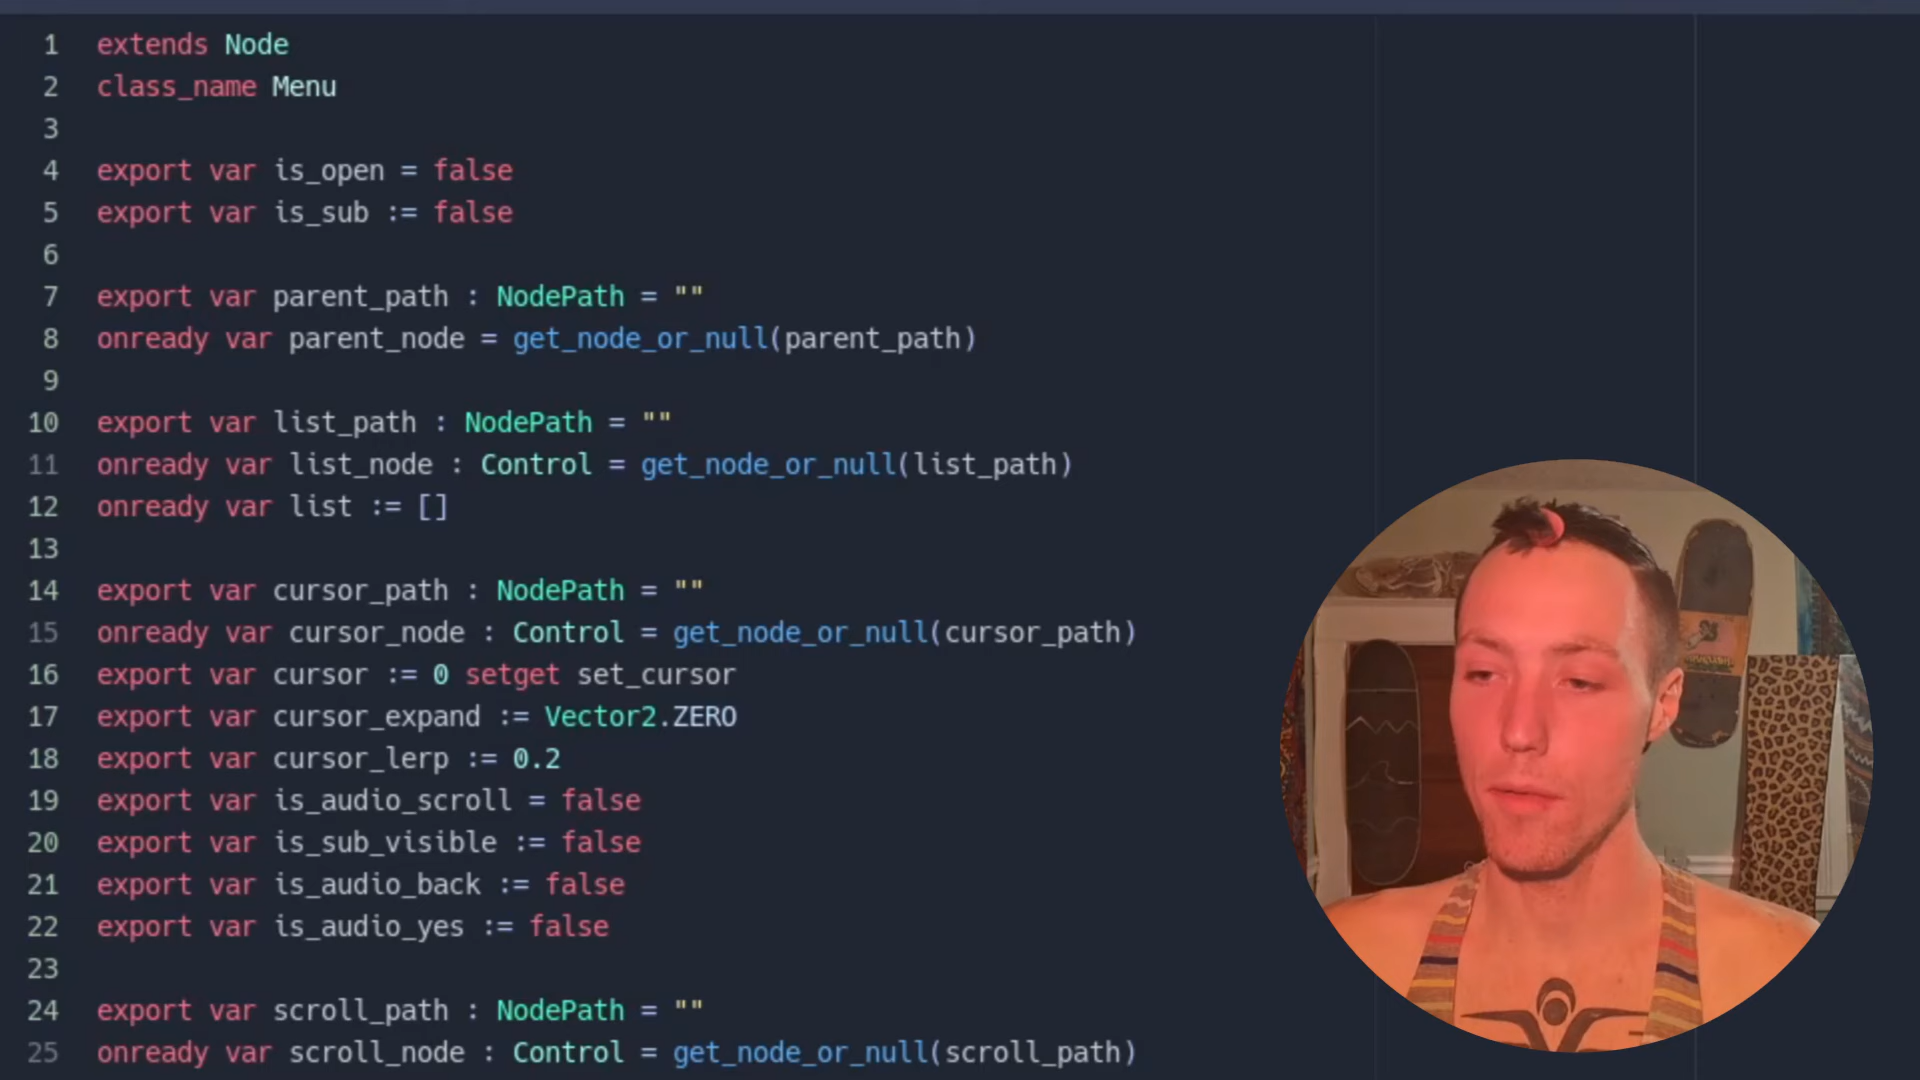 1 extends Node
2 class_name Menu
3
4 export var is_open = false
5 export var is_sub := false
6
7 export var parent_path : NodePath = ""
8 onready var parent_node = get_node_or_null(parent_path)
9
10 export var list_path : NodePath = ""
11 onready var list_node : Control = get_node_or_null(list_path)
12 onready var list := []
13
14 export var cursor_path : NodePath = ""
15 onready var cursor_node : Control = get_node_or_null(cursor_path)
16 export var cursor := 0 setget set_cursor
17 export var cursor_expand := Vector2.ZERO
18 export var cursor_lerp := 0.2
19 export var is_audio_scroll = false
20 export var is_sub_visible := false
21 export var is_audio_back := false
22 export var is_audio_yes := false
23
24 export var scroll_path : NodePath = ""
25 onready var scroll_node : Control = get_node_or_null(scroll_path)